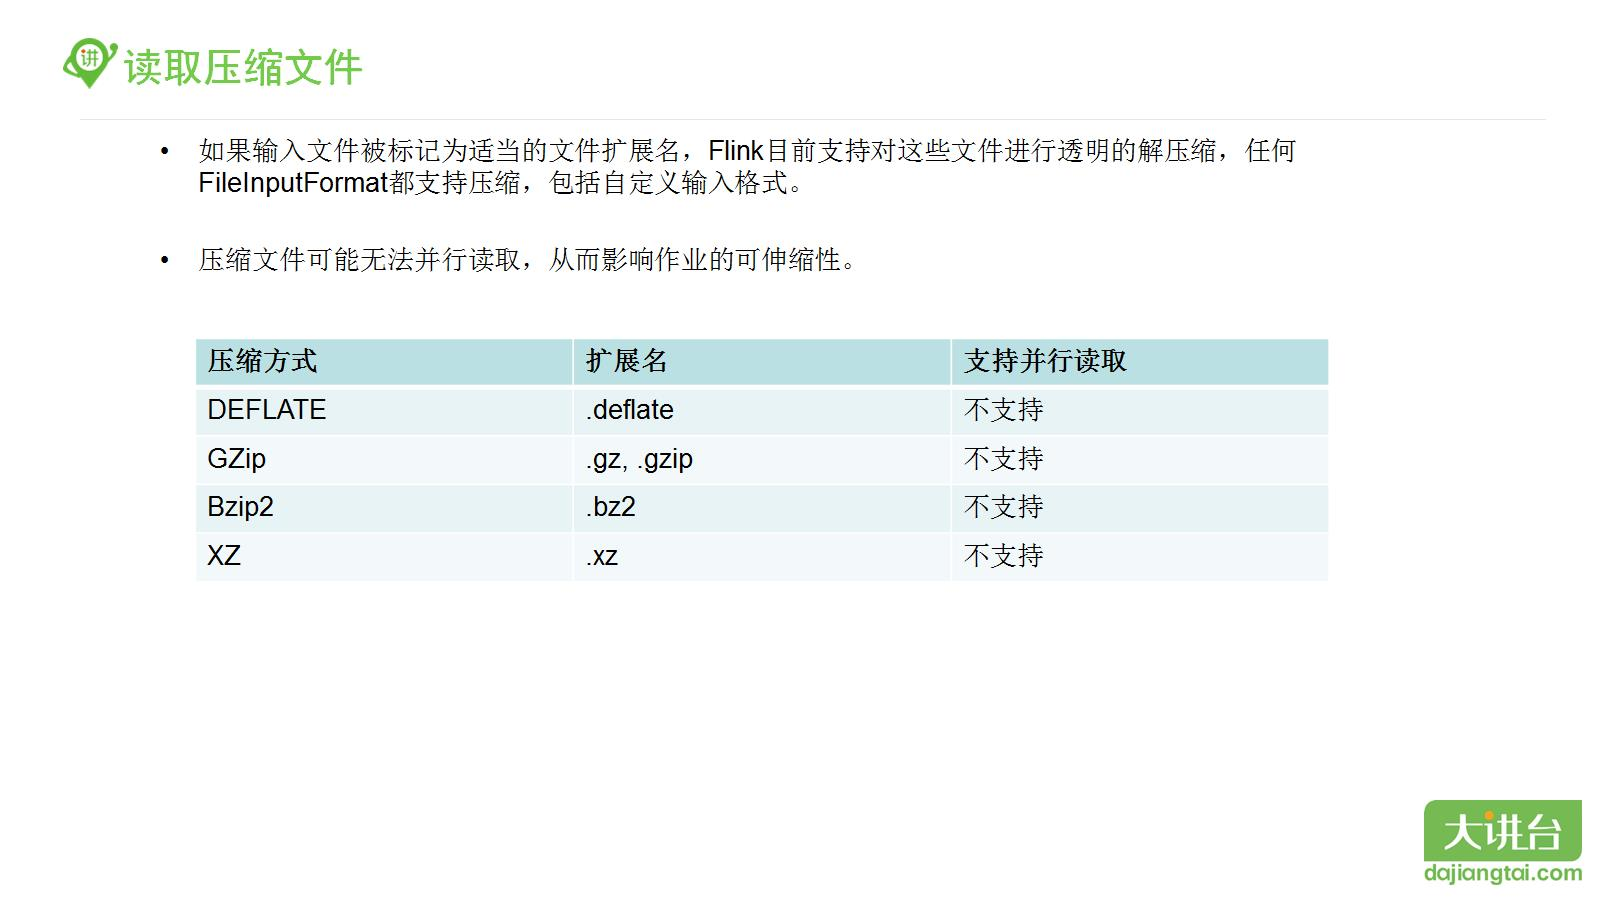 讲
读取压缩文件
• 如果输入文件被标记为适当的文件扩展名，Flink目前支持对这些文件进行透明的解压缩，任何
FileInputFormat都支持压缩，包括自定义输入格式。
• 压缩文件可能无法并行读取，从而影响作业的可伸缩性。
压缩方式 扩展名 支持并行读取
DEFLATE .deflate 不支持
GZip .gz, .gzip 不支持
Bzip2 .bz2 不支持
XZ .xz 不支持
大讲台
dajiangtai.com